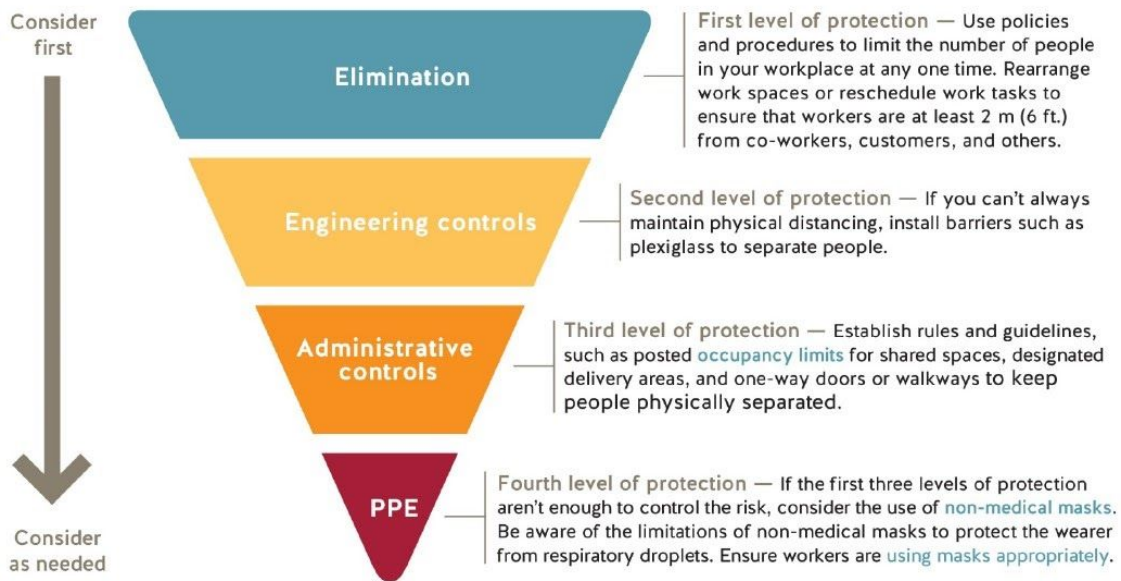 Consider
first
Elimination
First level of protection — Use policies
and procedures to limit the number of people
in your workplace at any one time. Rearrange
work spaces or reschedule work tasks to
ensure that workers are at least 2 m (6 ft.)
from co-workers, customers, and others.
Engineering controls
Second level of protection — If you can't always
maintain physical distancing, install barriers such as
plexiglass to separate people.
Administrative
controls
Third level of protection — Establish rules and guidelines,
such as posted occupancy limits for shared spaces, designated
delivery areas, and one-way doors or walkways to keep
people physically separated.
PPE
Fourth level of protection — If the first three levels of protection
aren't enough to control the risk, consider the use of non-medical masks.
Be aware of the limitations of non-medical masks to protect the wearer
from respiratory droplets. Ensure workers are using masks appropriately.
Consider
as needed